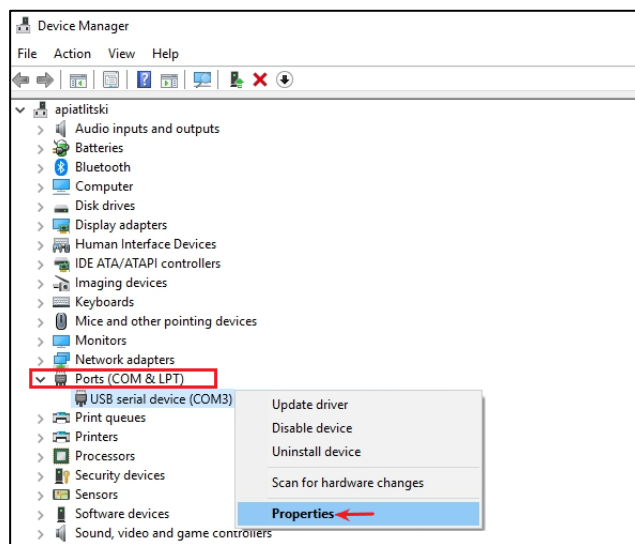 Device Manager
File Action View Help
apiatlitski
Audio inputs and outputs
Batteries
Bluetooth
Computer
Disk drives
Display adapters
Human Interface Devices
IDE ATA/ATAPI controllers
Imaging devices
Keyboards
Mice and other pointing devices
Monitors
Network adapters
Ports (COM & LPT)
USB serial device (COM3)
Print queues
Printers
Processors
Security devices
Sensors
Software devices
Sound, video and game controllers
Update driver
Disable device
Uninstall device
Scan for hardware changes
Properties